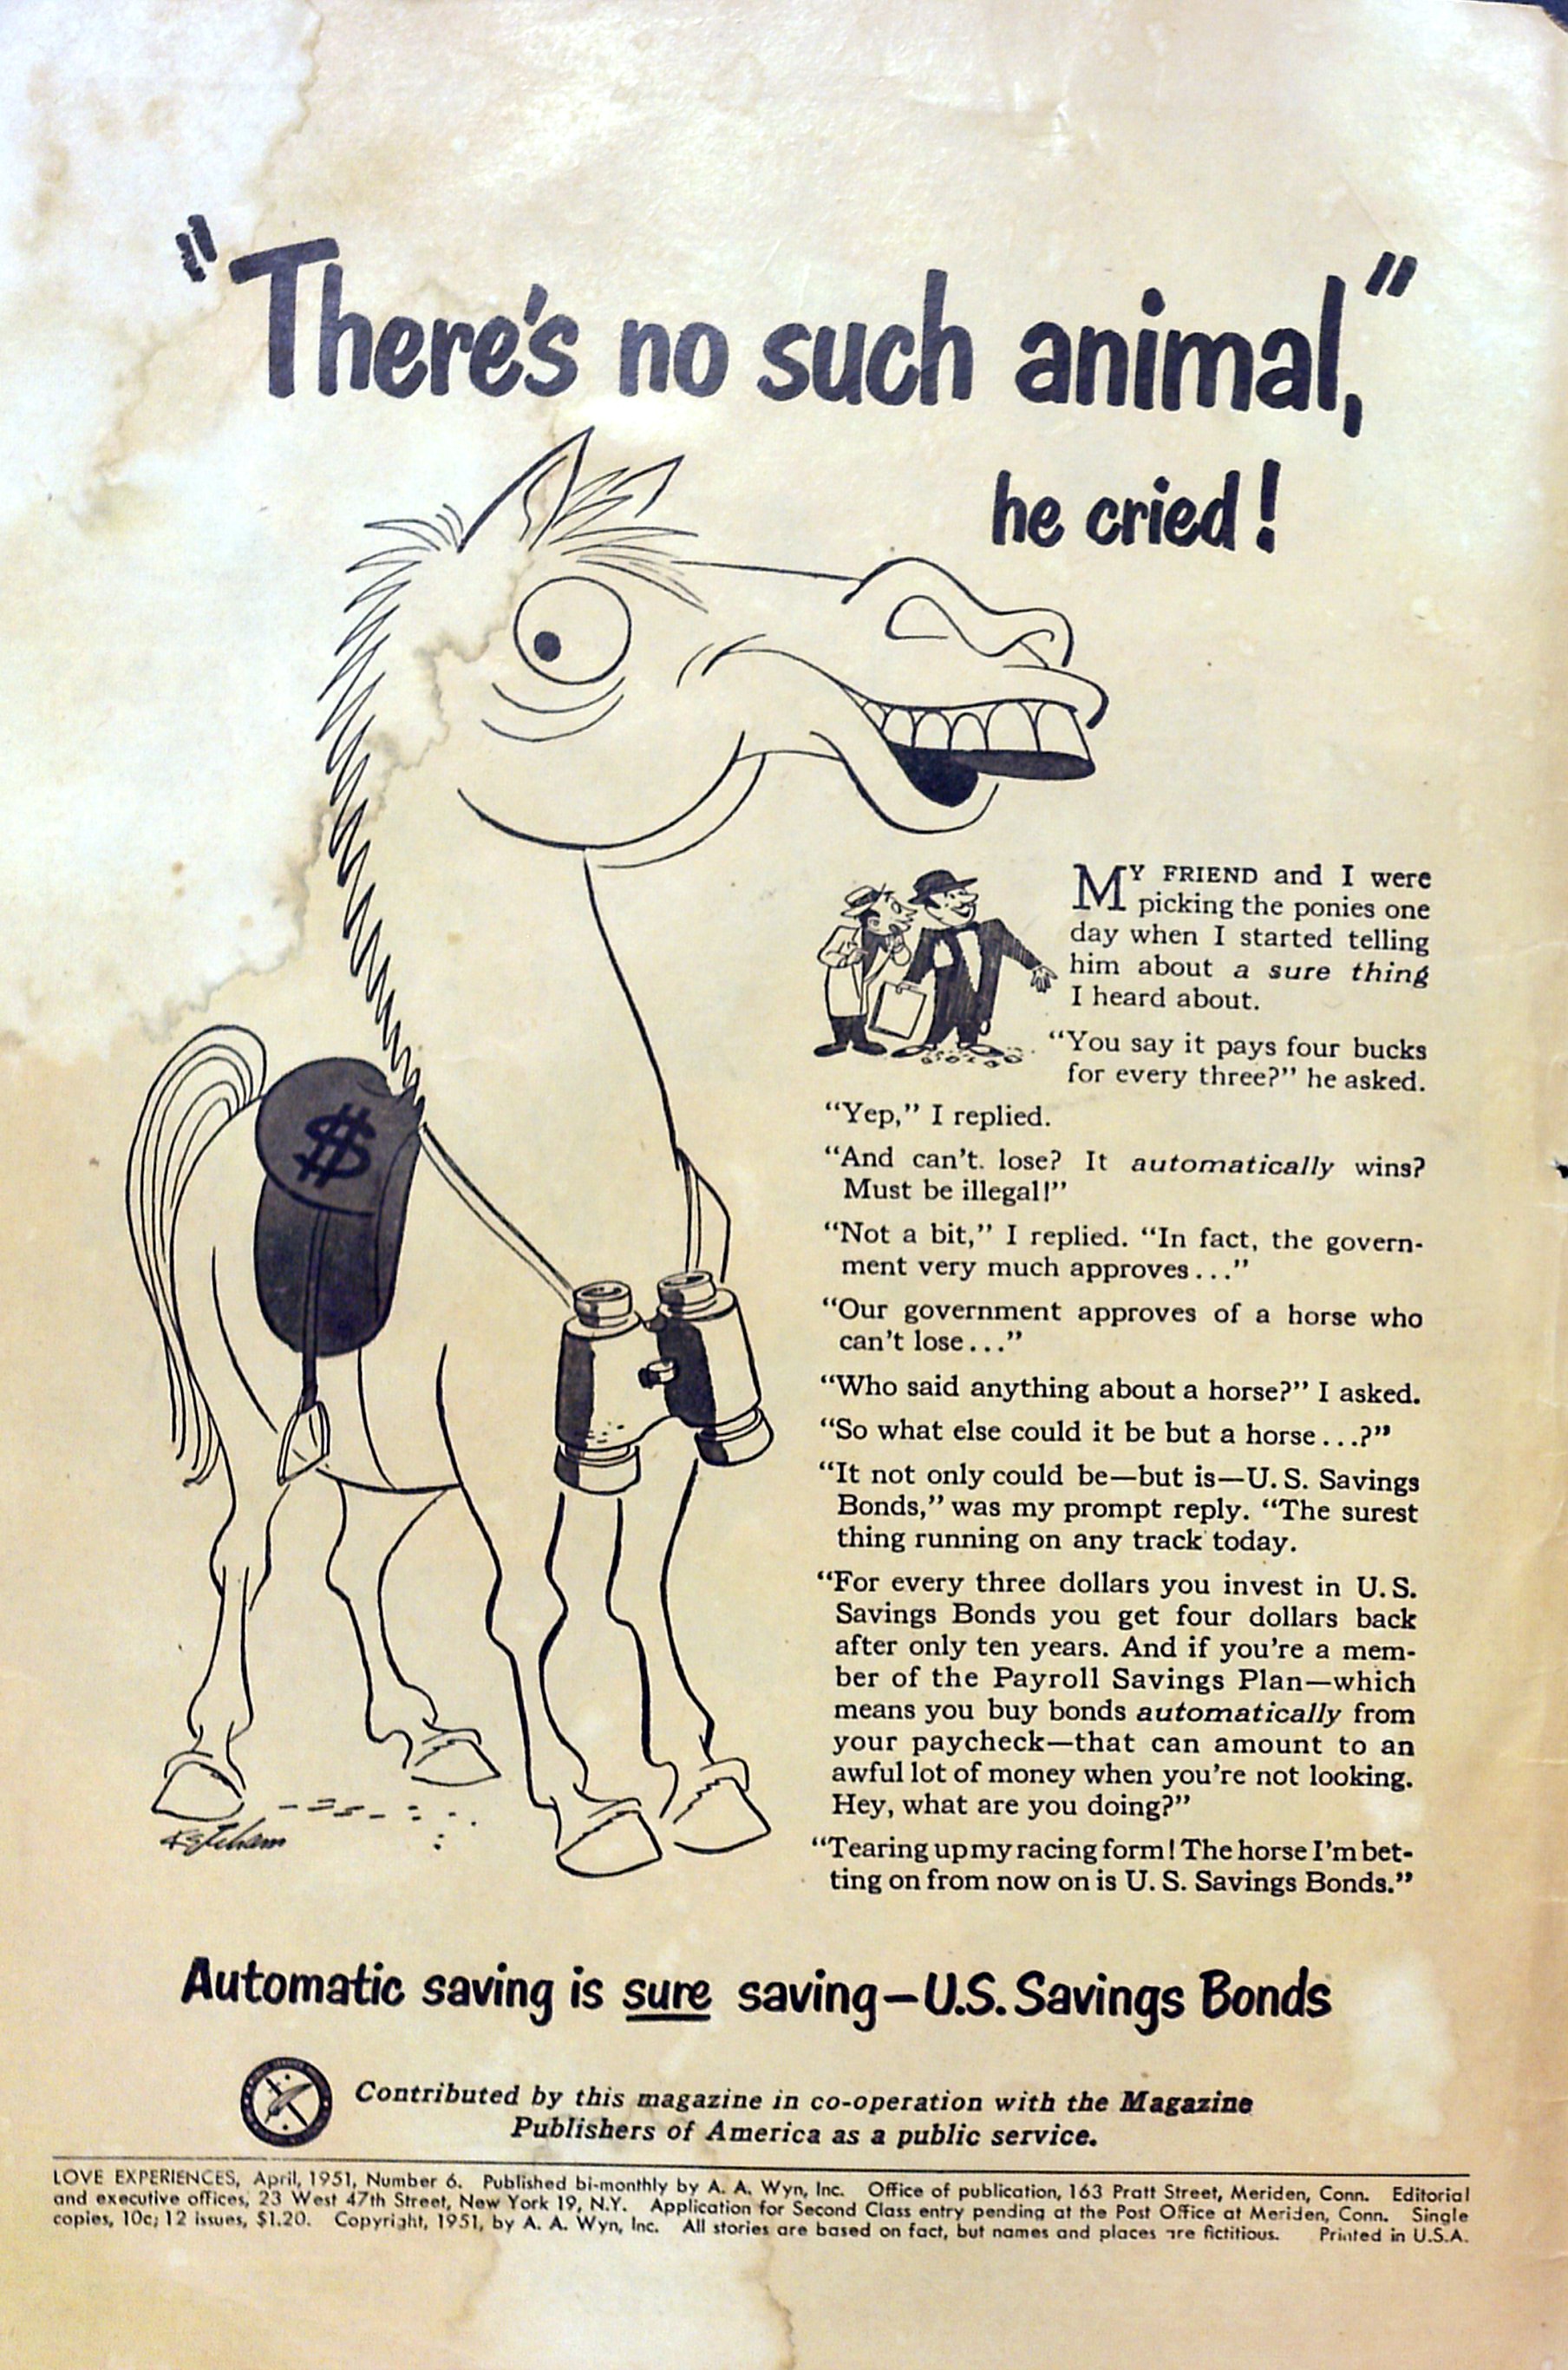 "There's no such animal,"
he cried!
MY FRIEND and I were
picking the ponies one
day when I started telling
him about a sure thing
I heard about.
"You say it pays four bucks
for every three?" he asked.
"Yep," I replied.
"And can't. lose? It automatically wins?
Must be illegal!"
"Not a bit," I replied. "In fact, the govern-
ment very much approves..."
"Our government approves of a horse who
can't lose..."
"Who said anything about a horse?" I asked.
"So what else could it be but a horse...?"
"It not only could be—but is—U. S. Savings
Bonds," was my prompt reply. "The surest
thing running on any track today.
"For every three dollars you invest in U. S.
Savings Bonds you get four dollars back
after only ten years. And if you're a mem-
ber of the Payroll Savings Plan—which
means you buy bonds automatically from
your paycheck—that can amount to an
awful lot of money when you're not looking.
Hey, what are you doing?"
"Tearing up my racing form! The horse I'm bet-
ting on from now on is U. S. Savings Bonds."
$
Ketcham
Automatic saving is sure saving—U.S. Savings Bonds
Contributed by this magazine in co-operation with the Magazine
Publishers of America as a public service.
LOVE EXPERIENCES, April, 1951, Number 6. Published bi-monthly by A. A. Wyn, Inc. Office of publication, 163 Pratt Street, Meriden, Conn. Editorial
and executive offices, 23 West 47th Street, New York 19, N.Y. Application for Second Class entry pending at the Post Office at Meriden, Conn. Single
copies, 10c; 12 issues, $1.20. Copyright, 1951, by A. A. Wyn, Inc. All stories are based on fact, but names and places are fictitious. Printed in U.S.A.